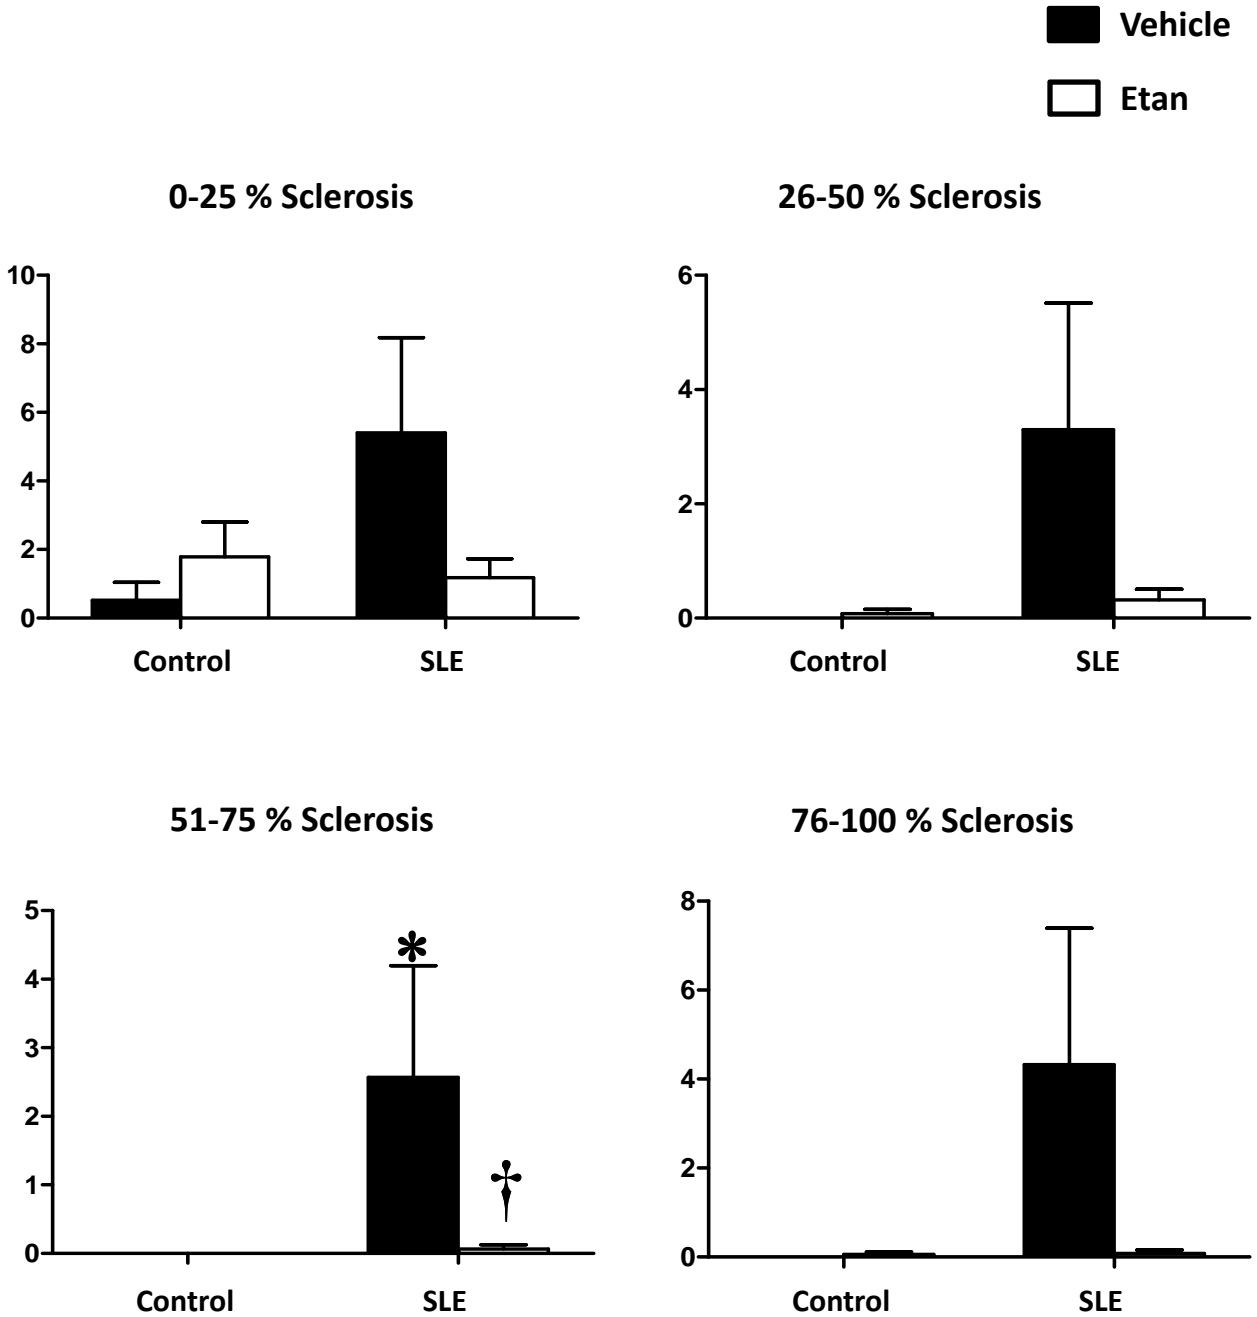 Vehicle
Etan
0-25 % Sclerosis
26-50 % Sclerosis
10
8
6
4
2
0
Control
SLE
6
4
2
0
Control
SLE
51-75 % Sclerosis
76-100 % Sclerosis
5
4
3
2
1
0
*
†
Control
SLE
8
6
4
2
0
Control
SLE